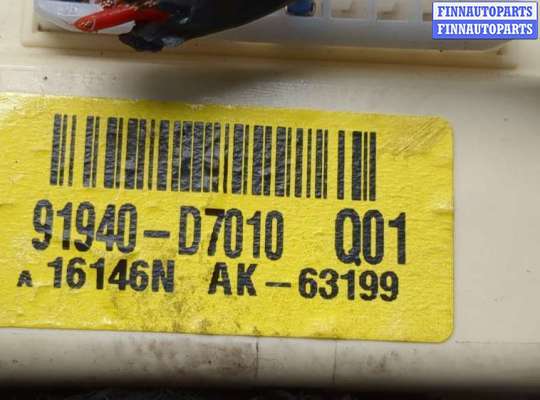 FINNAUTOPARTS
FINNAUTOPARTS
91940-D7010 Q01
A 16146N AK-63199